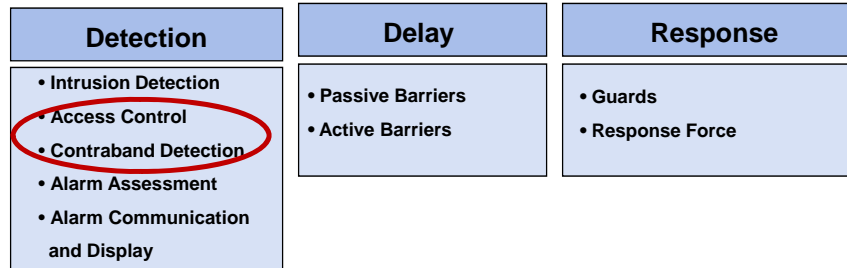 Detection
• Intrusion Detection
• Access Control
• Contraband Detection
• Alarm Assessment
• Alarm Communication
and Display
Delay
• Passive Barriers
• Active Barriers
Response
• Guards
• Response Force